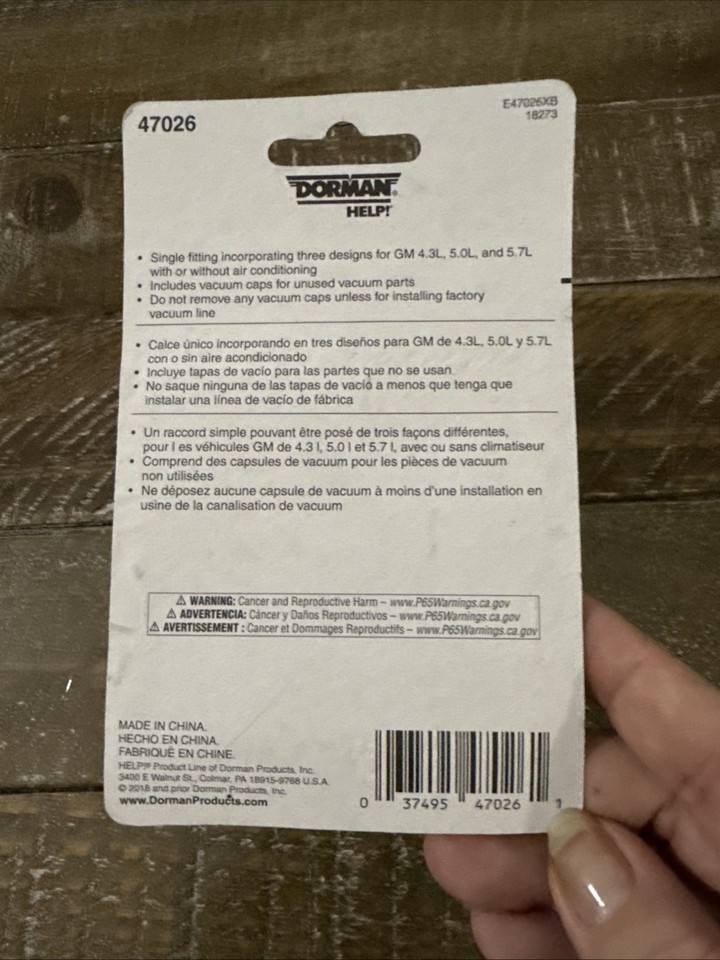 47026
E47026XB
18273
DORMAN®
HELP!®
• Single fitting incorporating three designs for GM 4.3L, 5.0L, and 5.7L
with or without air conditioning
• Includes vacuum caps for unused vacuum parts
• Do not remove any vacuum caps unless for installing factory
vacuum line
• Calce único incorporando en tres diseños para GM de 4.3L, 5.0L y 5.7L
con o sin aire acondicionado
• Incluye tapas de vacío para las partes que no se usan
• No saque ninguna de las tapas de vacío a menos que tenga que
instalar una línea de vacío de fábrica
• Un raccord simple pouvant être posé de trois façons différentes,
pour l es véhicules GM de 4.3 l, 5.0 l et 5.7 l, avec ou sans climatiseur
• Comprend des capsules de vacuum pour les pièces de vacuum
non utilisées
• Ne déposez aucune capsule de vacuum à moins d'une installation en
usine de la canalisation de vacuum
⚠ WARNING: Cancer and Reproductive Harm – www.P65Warnings.ca.gov
⚠ ADVERTENCIA: Cáncer y Daños Reproductivos – www.P65Warnings.ca.gov
⚠ AVERTISSEMENT : Cancer et Dommages Reproductifs – www.P65Warnings.ca.gov
MADE IN CHINA.
HECHO EN CHINA.
FABRIQUÉ EN CHINE.
HELP!® Product Line of Dorman Products, Inc.
3400 E Walnut St., Colmar, PA 18915-9768 U.S.A.
© 2018 and prior Dorman Products, Inc.
www.DormanProducts.com
0 37495 47026 1